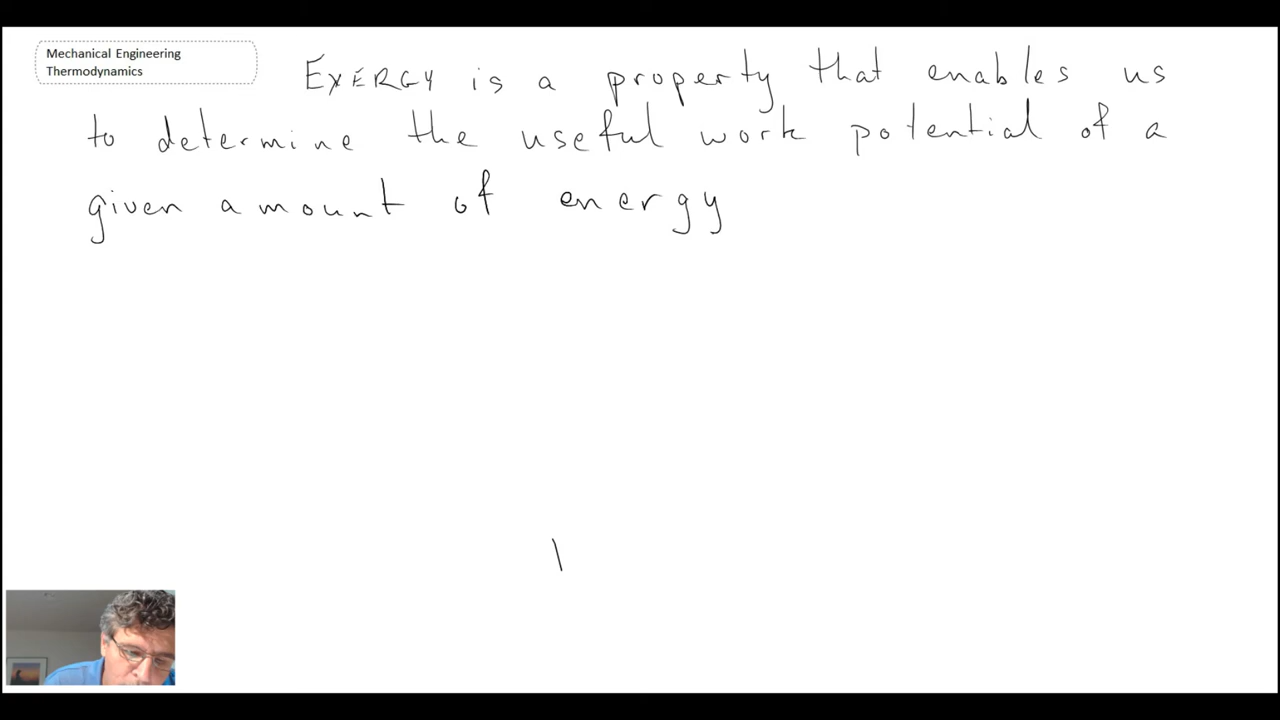 Mechanical Engineering
Thermodynamics
EXERGY is a property that enables us
to determine the useful work potential of a
given amount of energy